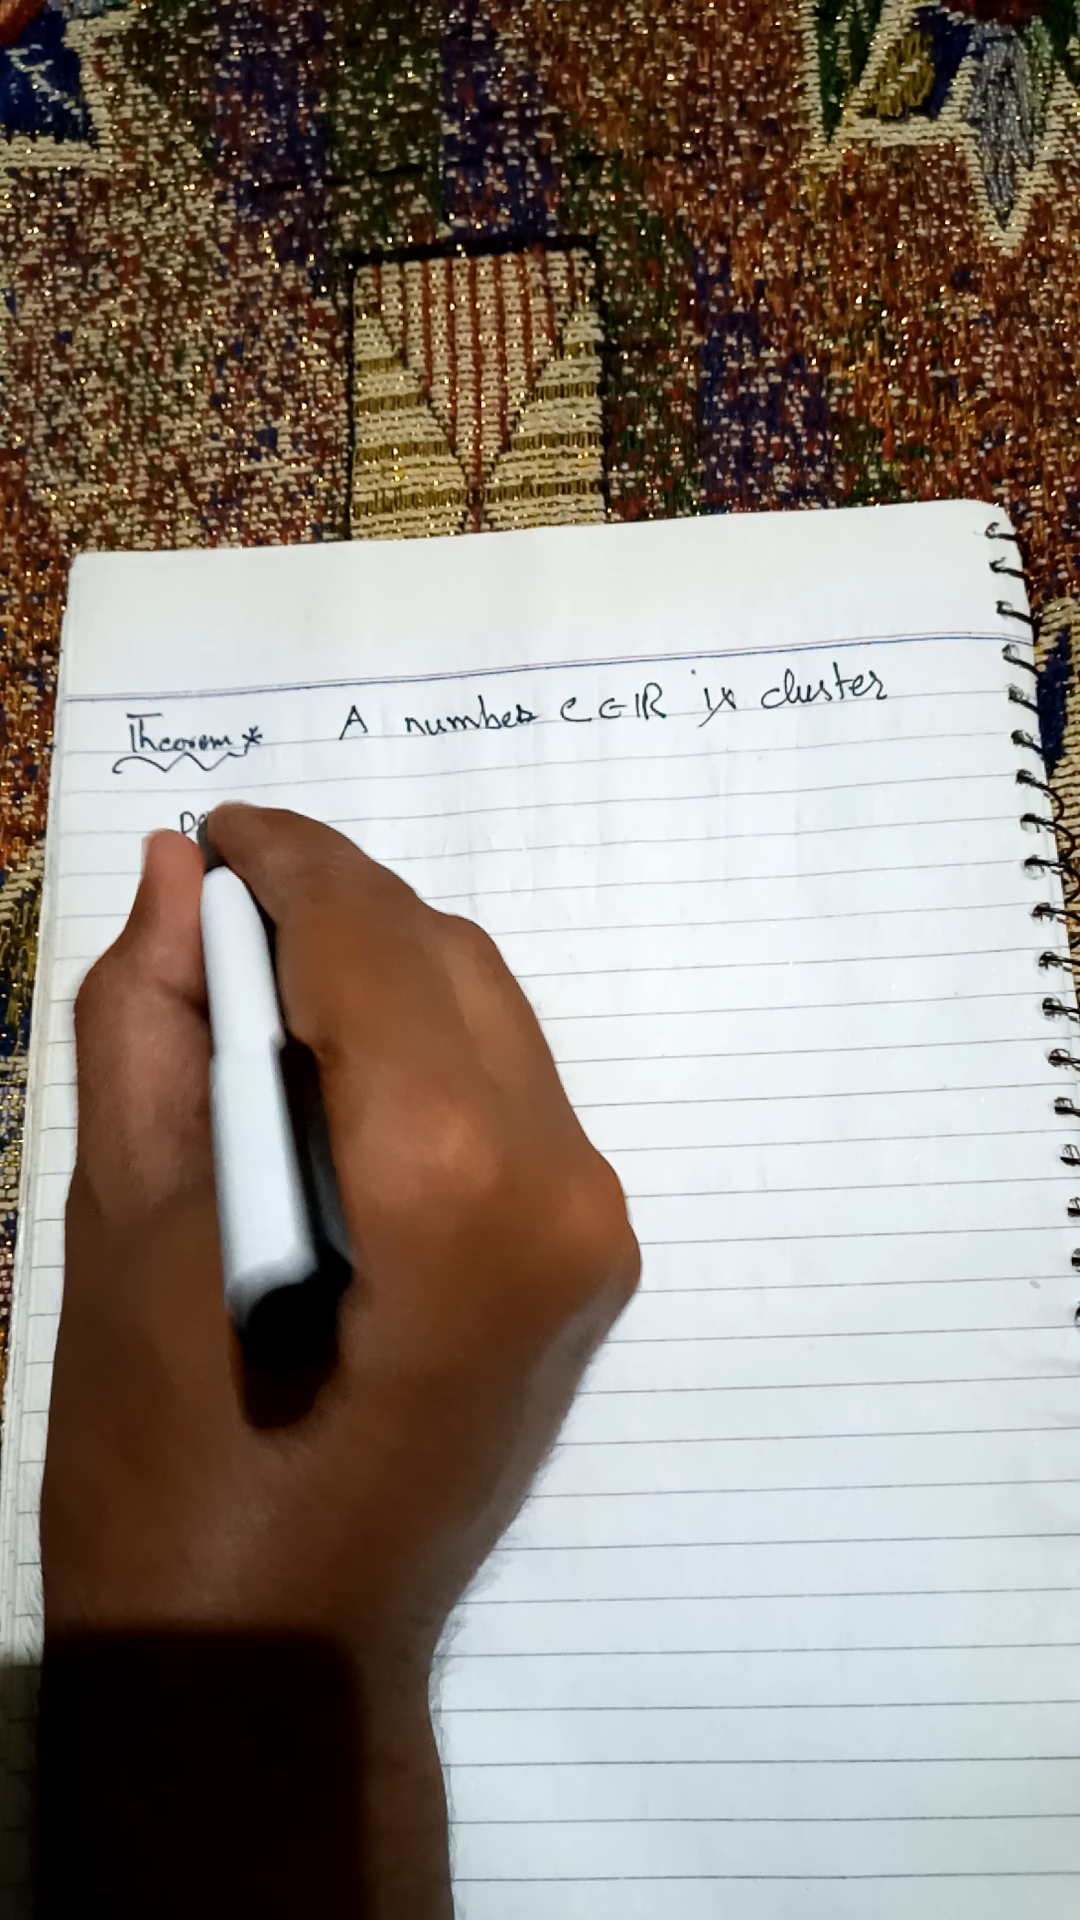 Theorem* A number C ∈ ℝ is cluster